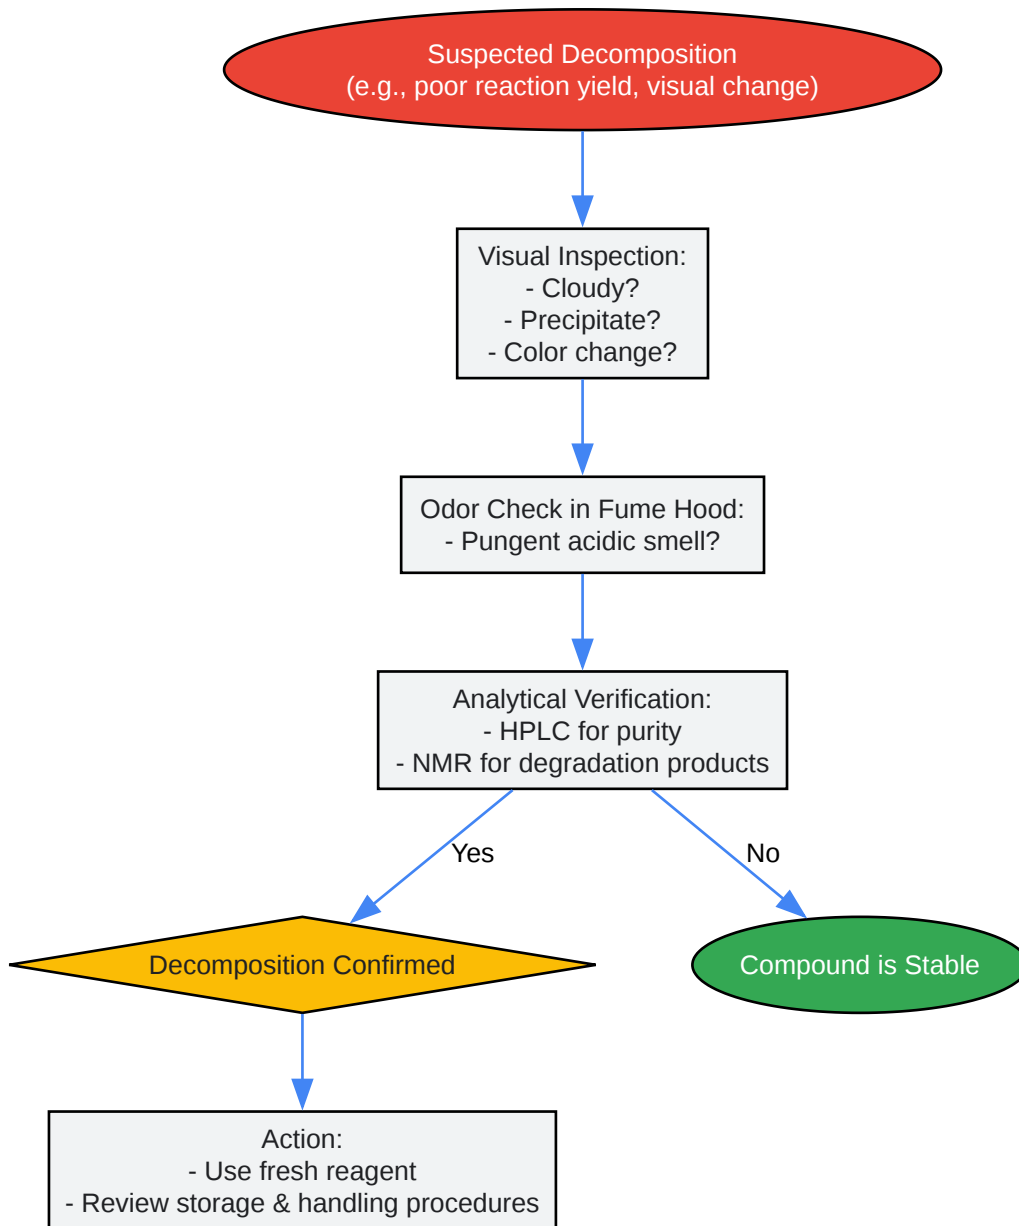 Suspected Decomposition
(e.g., poor reaction yield, visual change)
Visual Inspection:
- Cloudy?
- Precipitate?
- Color change?
Odor Check in Fume Hood:
- Pungent acidic smell?
Analytical Verification:
- HPLC for purity
- NMR for degradation products
Yes
No
Decomposition Confirmed
Compound is Stable
Action:
- Use fresh reagent
- Review storage & handling procedures